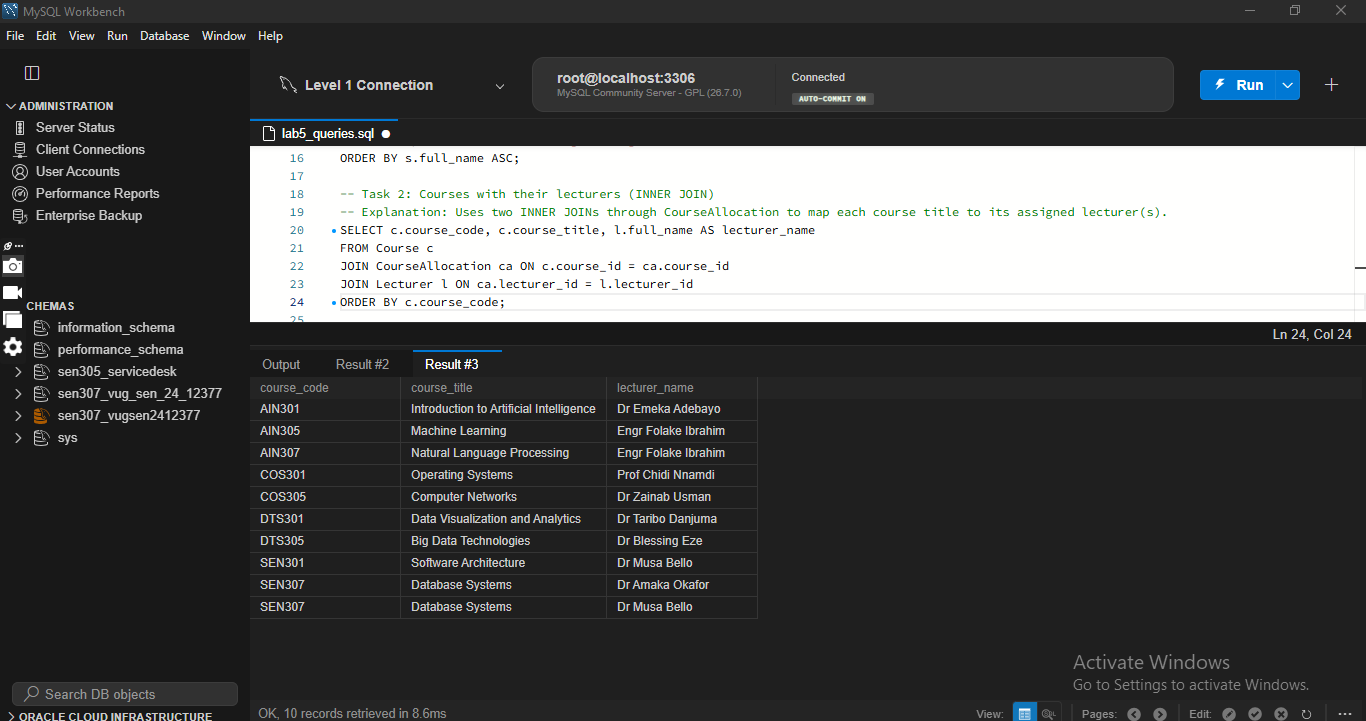 MySQL Workbench
File Edit View Run Database Window Help
Level 1 Connection
root@localhost:3306
MySQL Community Server - GPL (26.7.0)
Connected
AUTO-COMMIT ON
Run
ADMINISTRATION
Server Status
Client Connections
User Accounts
Performance Reports
Enterprise Backup
CHEMAS
information_schema
performance_schema
sen305_servicedesk
sen307_vug_sen_24_12377
sen307_vugsen2412377
sys
Search DB objects
ORACLE CLOUD INFRASTRUCTURE
lab5_queries.sql
16 ORDER BY s.full_name ASC;
17
18 -- Task 2: Courses with their lecturers (INNER JOIN)
19 -- Explanation: Uses two INNER JOINs through CourseAllocation to map each course title to its assigned lecturer(s).
20 SELECT c.course_code, c.course_title, l.full_name AS lecturer_name
21 FROM Course c
22 JOIN CourseAllocation ca ON c.course_id = ca.course_id
23 JOIN Lecturer l ON ca.lecturer_id = l.lecturer_id
24 ORDER BY c.course_code;
25
Ln 24, Col 24
Output Result #2 Result #3
course_code course_title lecturer_name
AIN301 Introduction to Artificial Intelligence Dr Emeka Adebayo
AIN305 Machine Learning Engr Folake Ibrahim
AIN307 Natural Language Processing Engr Folake Ibrahim
COS301 Operating Systems Prof Chidi Nnamdi
COS305 Computer Networks Dr Zainab Usman
DTS301 Data Visualization and Analytics Dr Taribo Danjuma
DTS305 Big Data Technologies Dr Blessing Eze
SEN301 Software Architecture Dr Musa Bello
SEN307 Database Systems Dr Amaka Okafor
SEN307 Database Systems Dr Musa Bello
Activate Windows
Go to Settings to activate Windows.
OK, 10 records retrieved in 8.6ms
View: Pages: Edit: